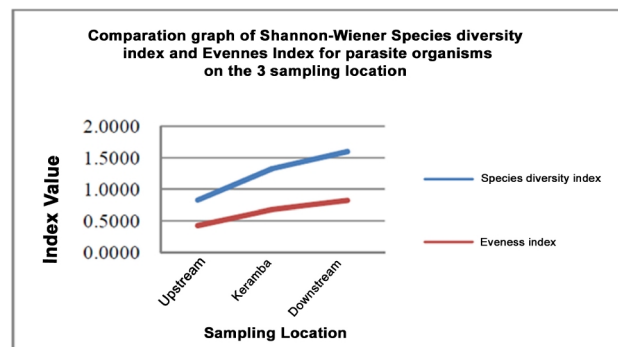 Comparation graph of Shannon-Wiener Species diversity
index and Evennes Index for parasite organisms
on the 3 sampling location
2.0000
1.5000
1.0000
0.5000
0.0000
Index Value
Species diversity index
Eveness index
Upstream
Keramba
Downstream
Sampling Location